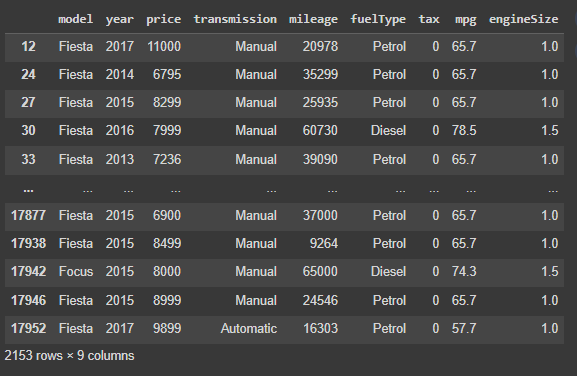 model year price transmission mileage fuelType tax mpg engineSize
12 Fiesta 2017 11000 Manual 20978 Petrol 0 65.7 1.0
24 Fiesta 2014 6795 Manual 35299 Petrol 0 65.7 1.0
27 Fiesta 2015 8299 Manual 25935 Petrol 0 65.7 1.0
30 Fiesta 2016 7999 Manual 60730 Diesel 0 78.5 1.5
33 Fiesta 2013 7236 Manual 39090 Petrol 0 65.7 1.0
... ... ... ... ... ... ... ... ... ...
17877 Fiesta 2015 6900 Manual 37000 Petrol 0 65.7 1.0
17938 Fiesta 2015 8499 Manual 9264 Petrol 0 65.7 1.0
17942 Focus 2015 8000 Manual 65000 Diesel 0 74.3 1.5
17946 Fiesta 2015 8999 Manual 24546 Petrol 0 65.7 1.0
17952 Fiesta 2017 9899 Automatic 16303 Petrol 0 57.7 1.0
2153 rows × 9 columns